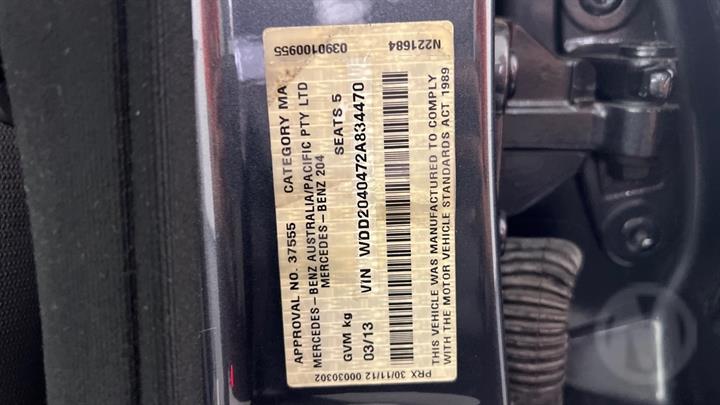 APPROVAL NO. 37555 CATEGORY MA
MERCEDES-BENZ AUSTRALIA/PACIFIC PTY LTD
MERCEDES-BENZ 204
GVM kg SEATS 5
03/13 VIN WDD2040472A834470
THIS VEHICLE WAS MANUFACTURED TO COMPLY
WITH THE MOTOR VEHICLE STANDARDS ACT 1989
PRX 30/11/12 00030302
0390100955
N221684